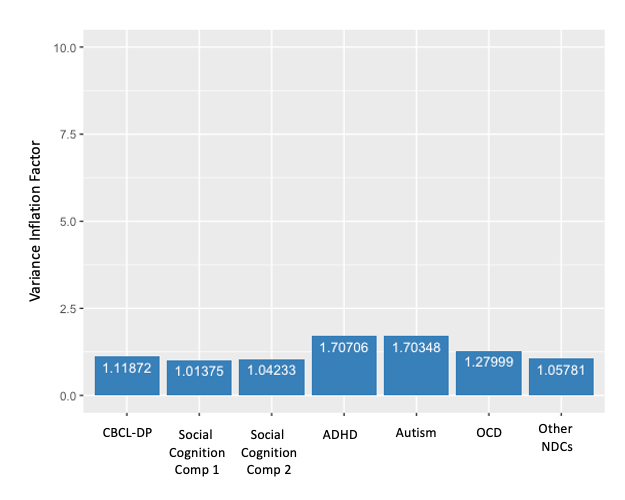 Variance Inflation Factor
10.0
7.5
5.0
2.5
0.0
1.11872
1.01375
1.04233
1.70706
1.70348
1.27999
1.05781
CBCL-DP
Social
Cognition
Comp 1
Social
Cognition
Comp 2
ADHD
Autism
OCD
Other
NDCs